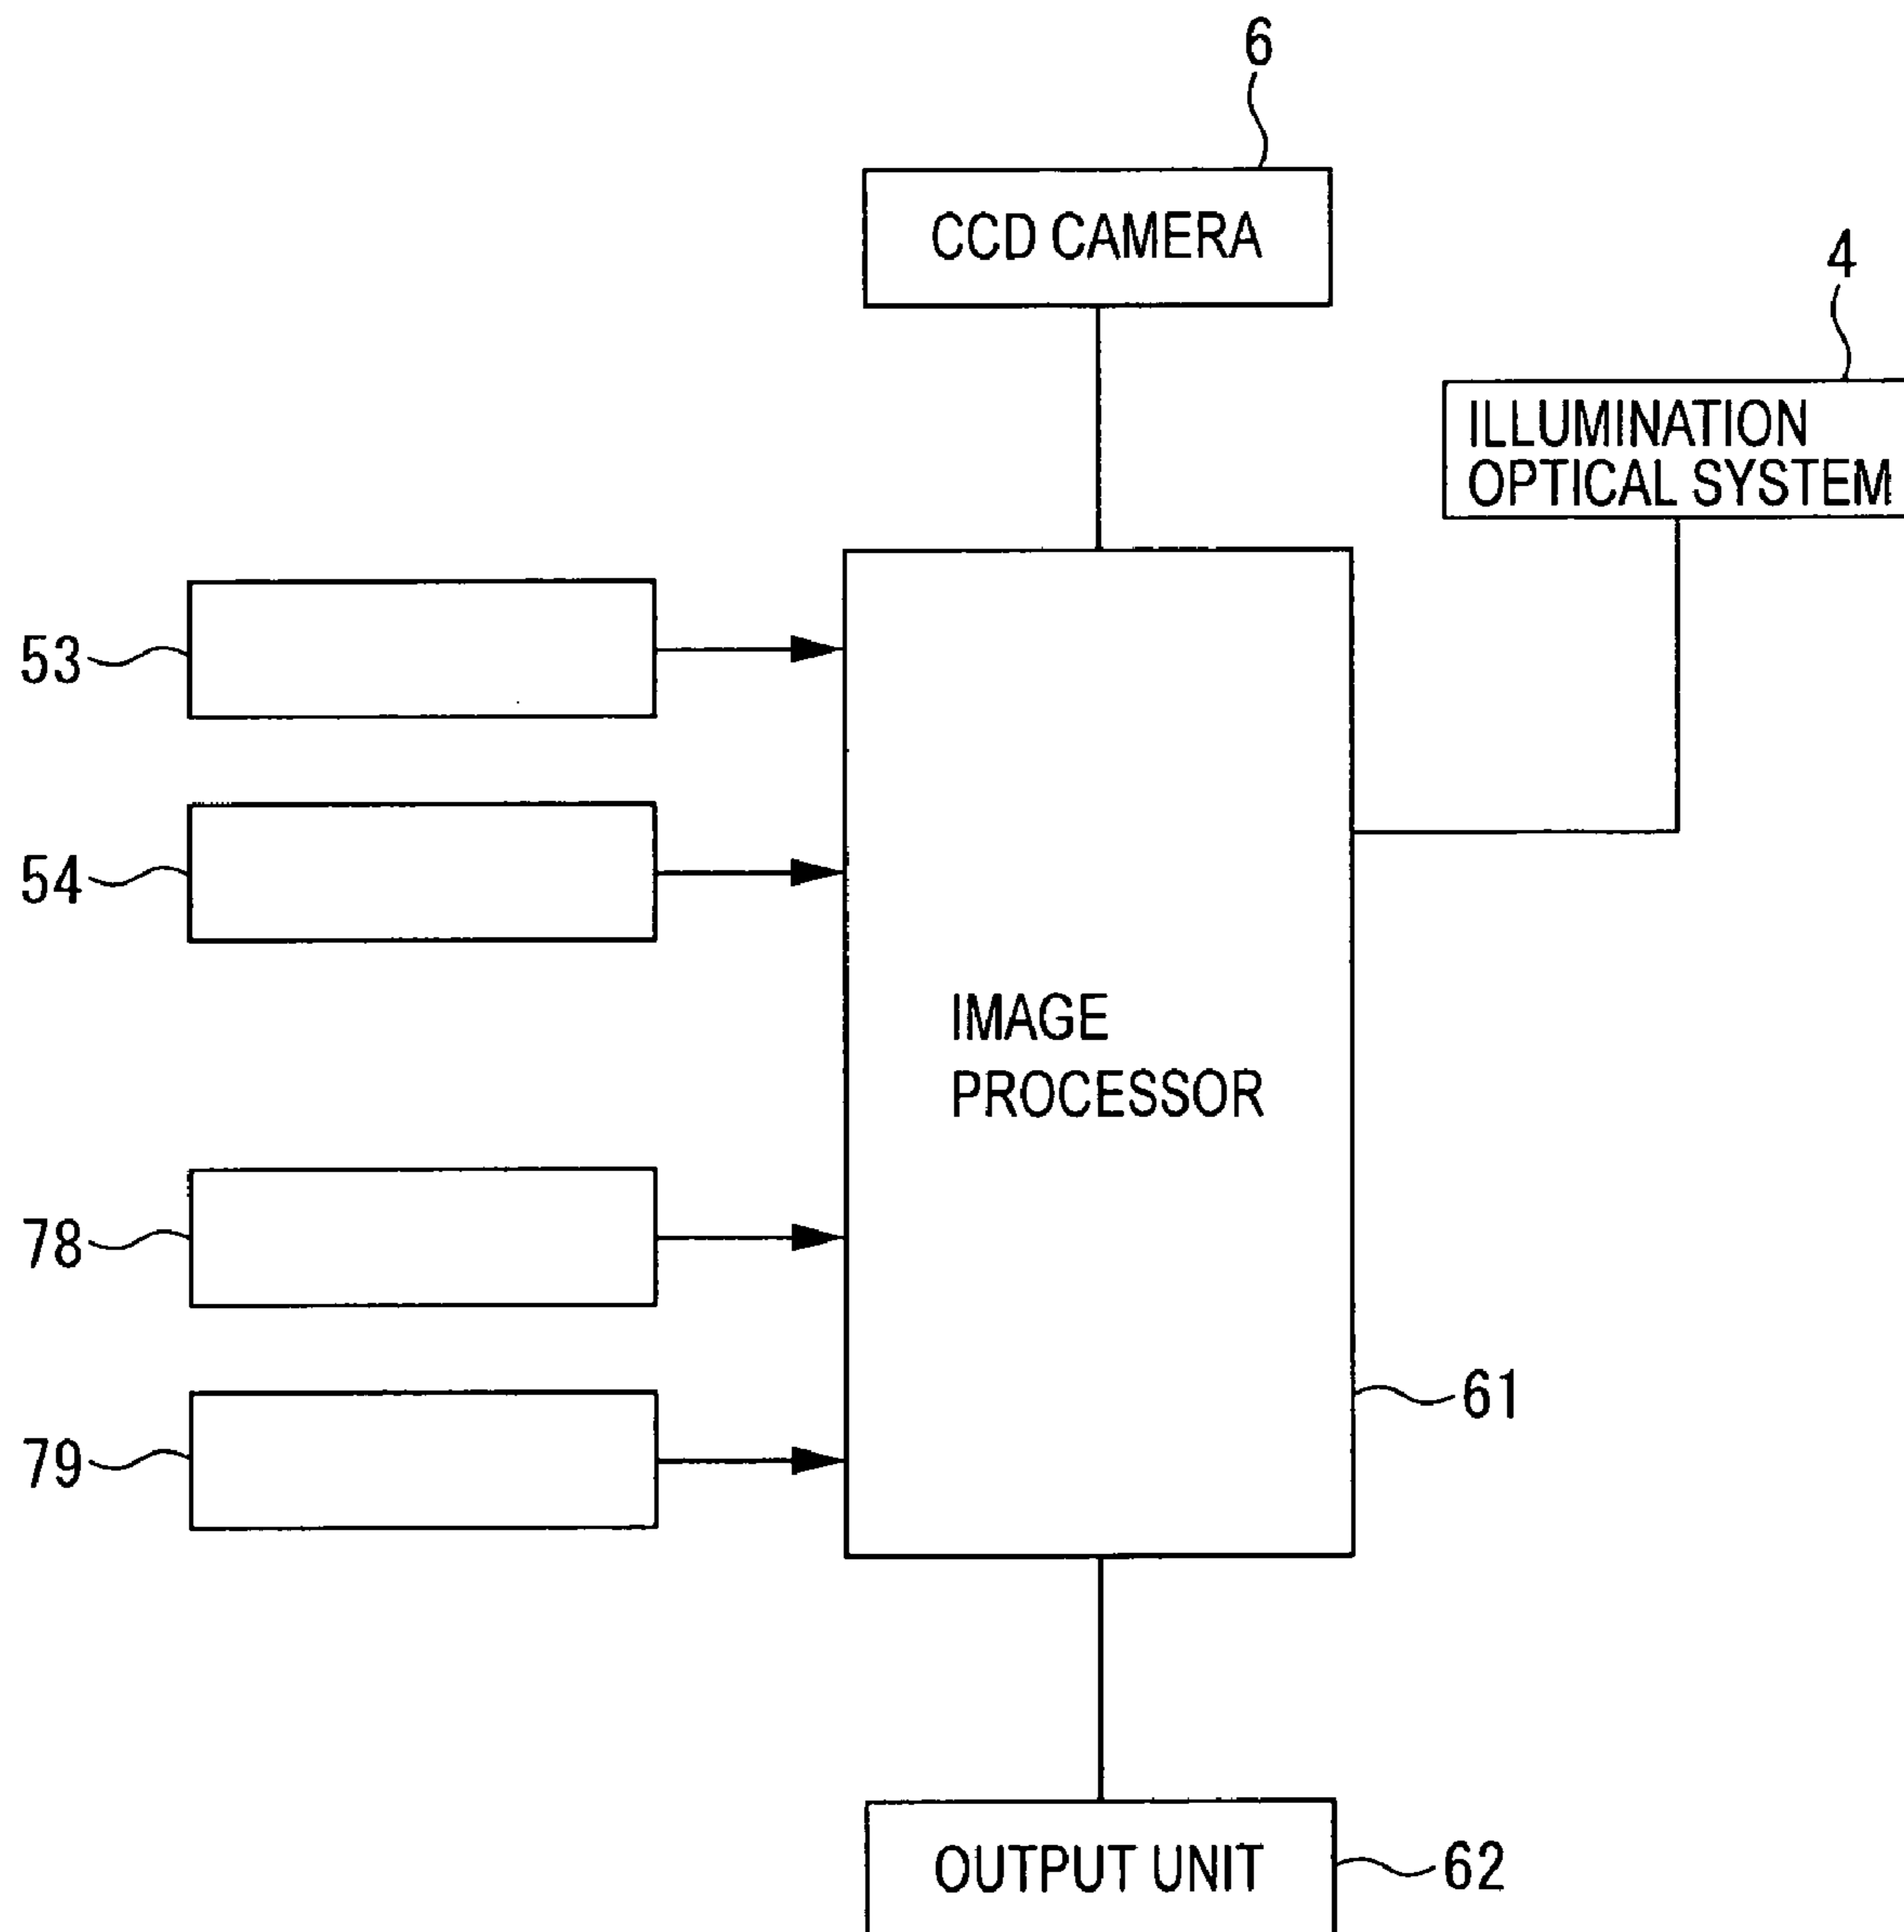 6
CCD CAMERA
4
ILLUMINATION
OPTICAL SYSTEM
53
54
IMAGE
PROCESSOR
78
61
79
OUTPUT UNIT
62